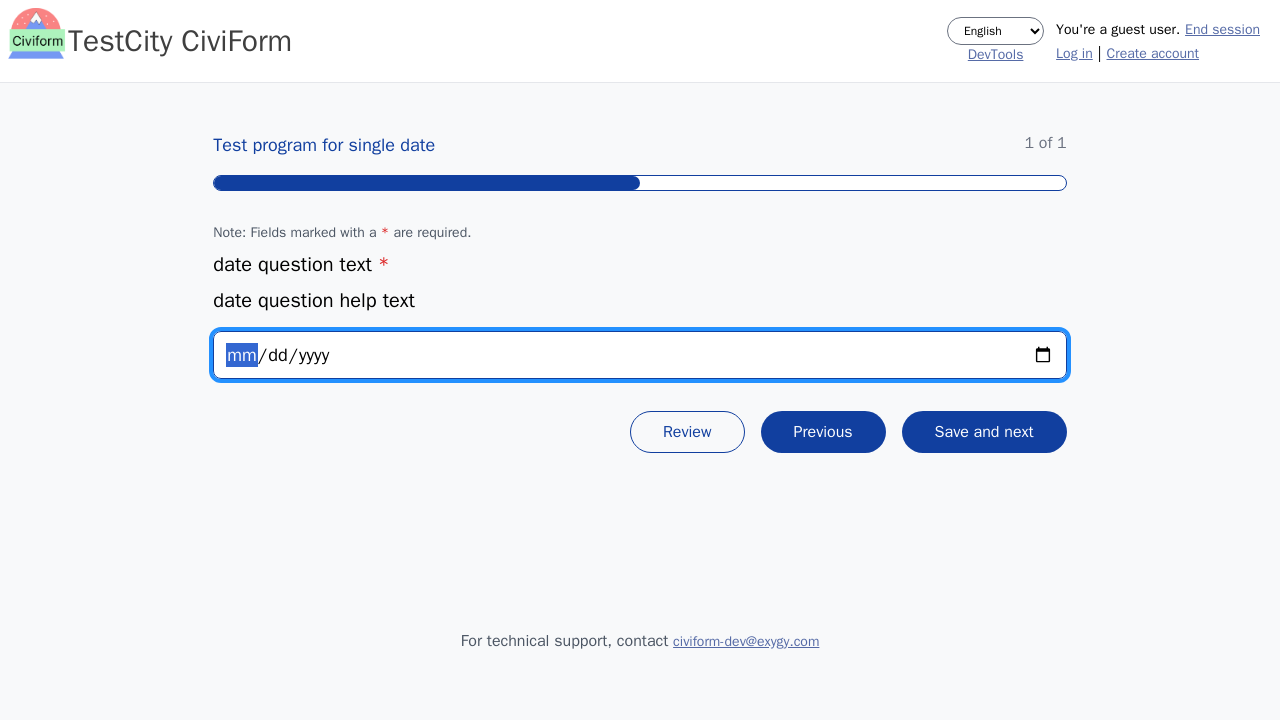 Civiform
TestCity CiviForm
English
DevTools
You're a guest user. End session
Log in | Create account
Test program for single date
1 of 1
Note: Fields marked with a * are required.
date question text *
date question help text
mm/dd/yyyy
Review
Previous
Save and next
For technical support, contact civiform-dev@exygy.com